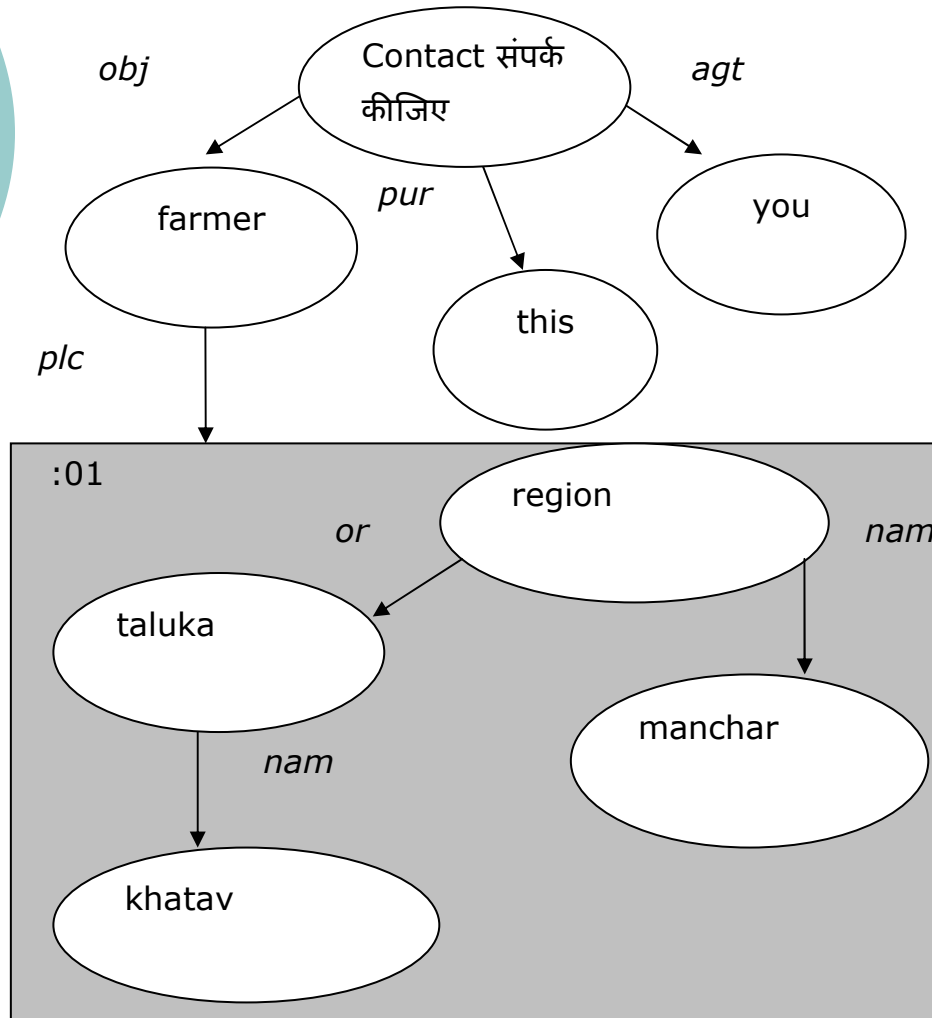 Contact संपर्क
कीजिए
obj
agt
farmer
pur
you
this
plc
:01
region
or
nam
taluka
manchar
nam
khatav